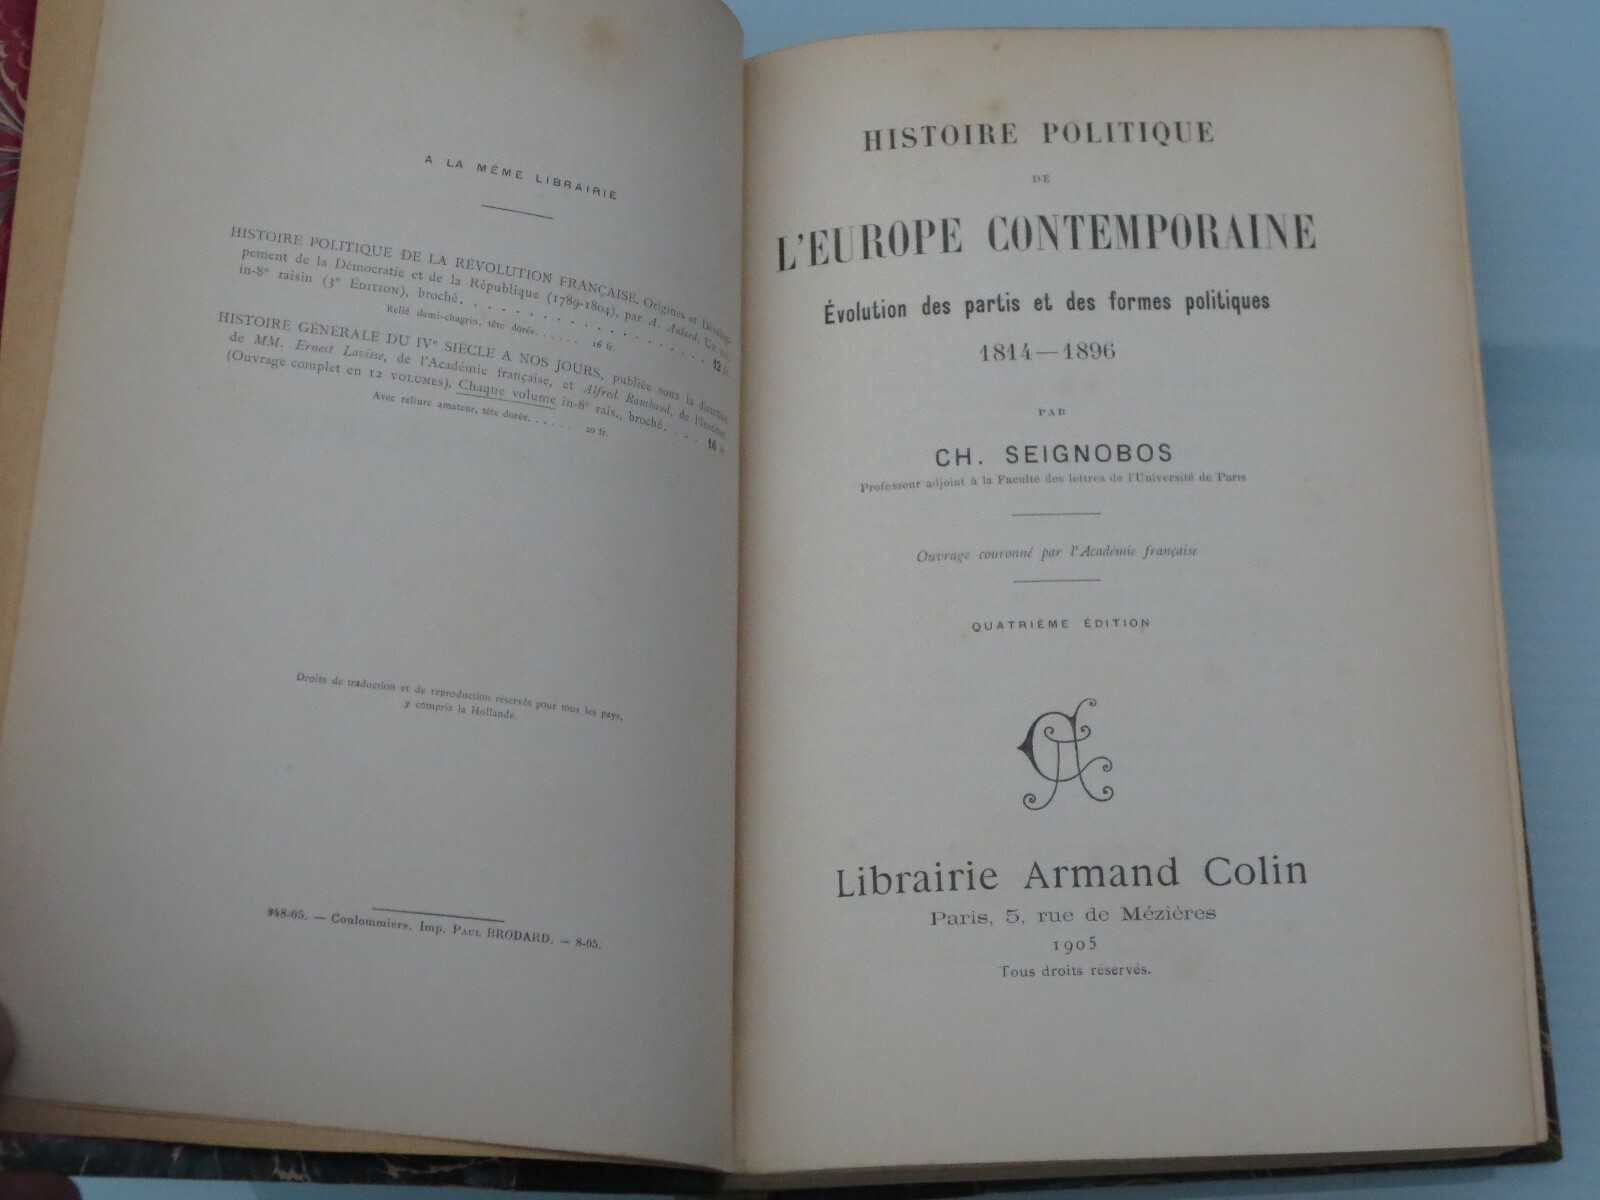 A LA MÊME LIBRAIRIE
HISTOIRE POLITIQUE DE LA RÉVOLUTION FRANÇAISE. Origines et Dévelop-
pement de la Démocratie et de la République (1789-1804), par A. Aulard. Un vol.
in-8º raisin (3e ÉDITION), broché. . . . . . . . . . . . . . . 12 fr.
Relié demi-chagrin, tête dorée. . . . . . 16 fr.
HISTOIRE GÉNÉRALE DU IVe SIÈCLE A NOS JOURS, publiée sous la direction
de MM. Ernest Lavisse, de l'Académie française, et Alfred Rambaud, de l'Institut.
(Ouvrage complet en 12 VOLUMES). Chaque volume in-8º rais., broché. . . . . 16 fr.
Avec reliure amateur, tête dorée. . . . . . 20 fr.
Droits de traduction et de reproduction réservés pour tous les pays,
y compris la Hollande.
948-05. — Coulommiers. Imp. PAUL BRODARD. — 8-05.
HISTOIRE POLITIQUE
DE
L'EUROPE CONTEMPORAINE
Évolution des partis et des formes politiques
1814—1896
PAR
CH. SEIGNOBOS
Professeur adjoint à la Faculté des lettres de l'Université de Paris
Ouvrage couronné par l'Académie française
QUATRIÈME ÉDITION
AC
Librairie Armand Colin
Paris, 5, rue de Mézières
1905
Tous droits réservés.